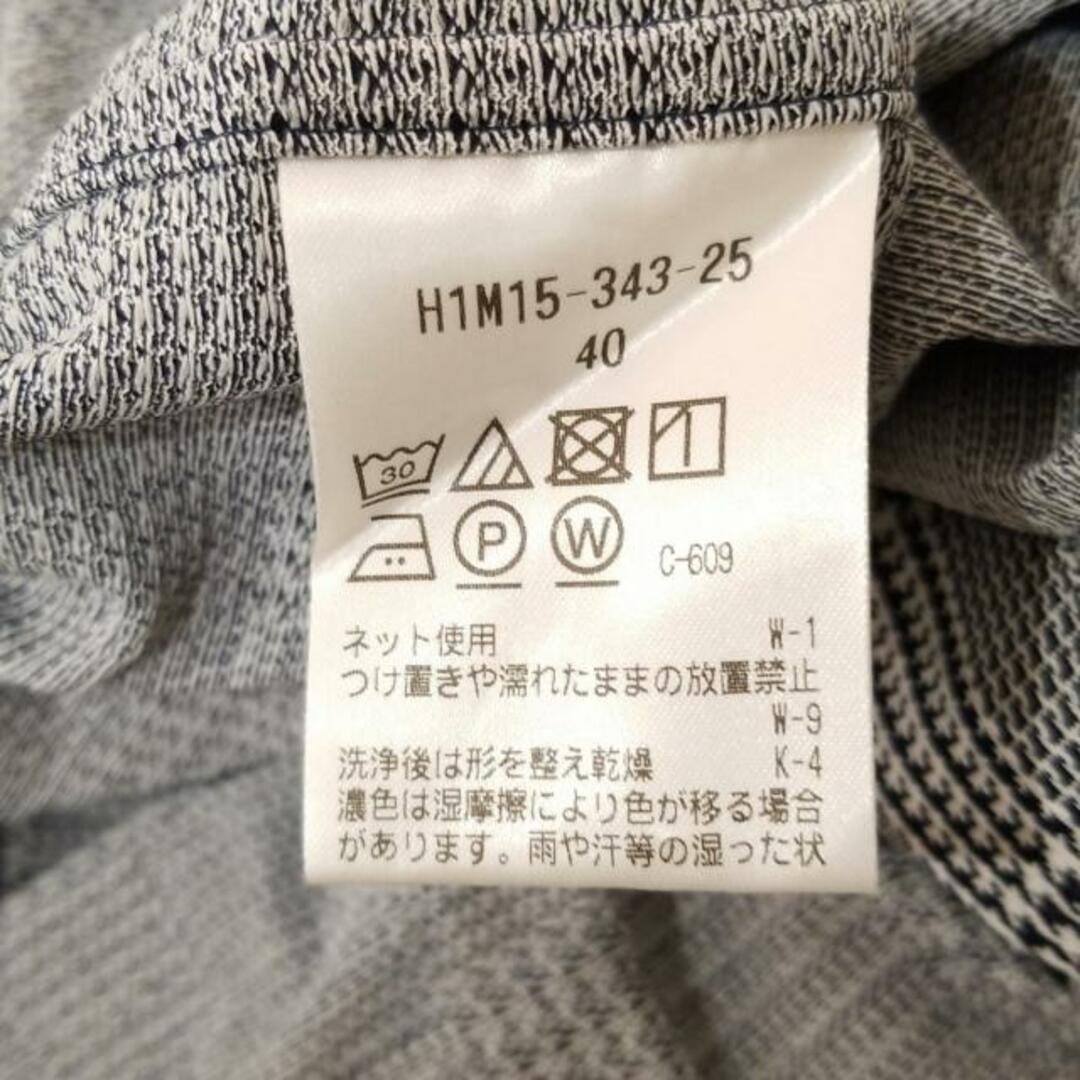 H1M15-343-25
40
30
P W C-609
ネット使用 W-1
つけ置きや濡れたままの放置禁止
W-9
洗浄後は形を整え乾燥 K-4
濃色は湿摩擦により色が移る場合
があります。雨や汗等の湿った状